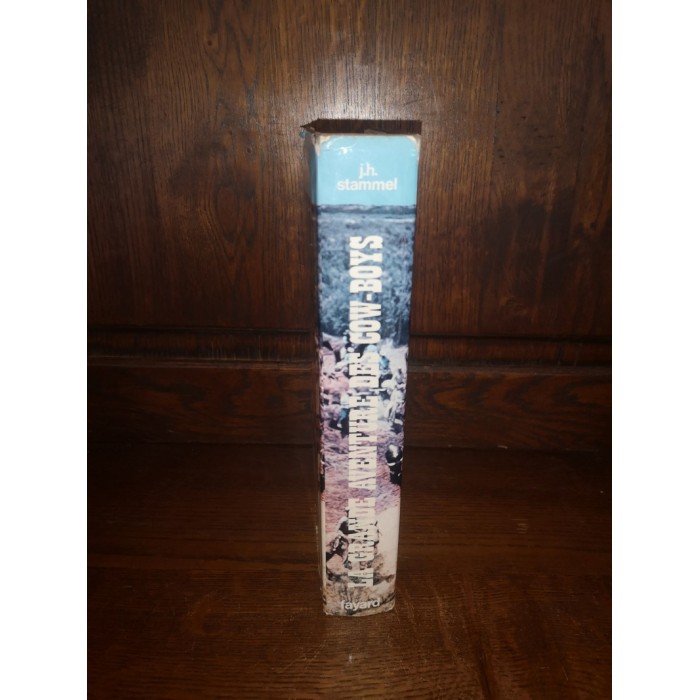 j.h.
stammel
LA GRANDE AVENTURE DES COW-BOYS
fayard